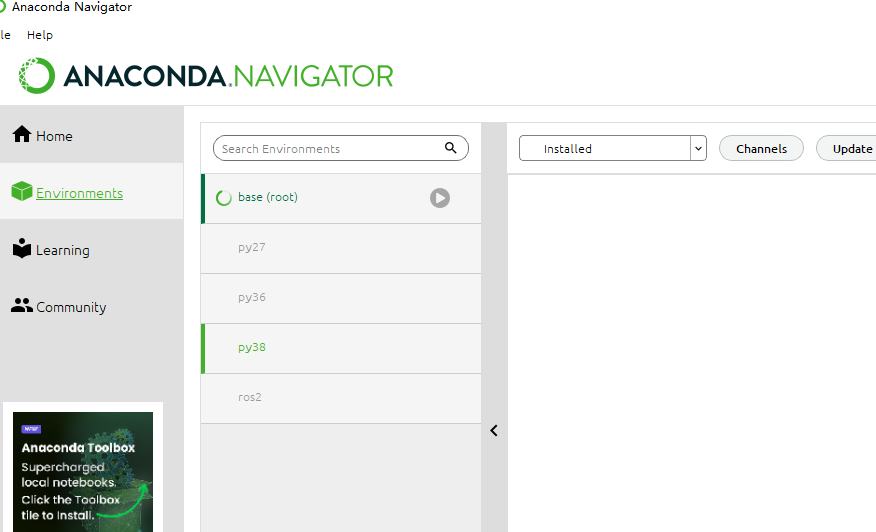 Anaconda Navigator
le Help
ANACONDA.NAVIGATOR
Home
Environments
Learning
Community
NEW
Anaconda Toolbox
Supercharged
local notebooks.
Click the Toolbox
tile to Install.
Search Environments
base (root)
py27
py36
py38
ros2
Installed
Channels
Update